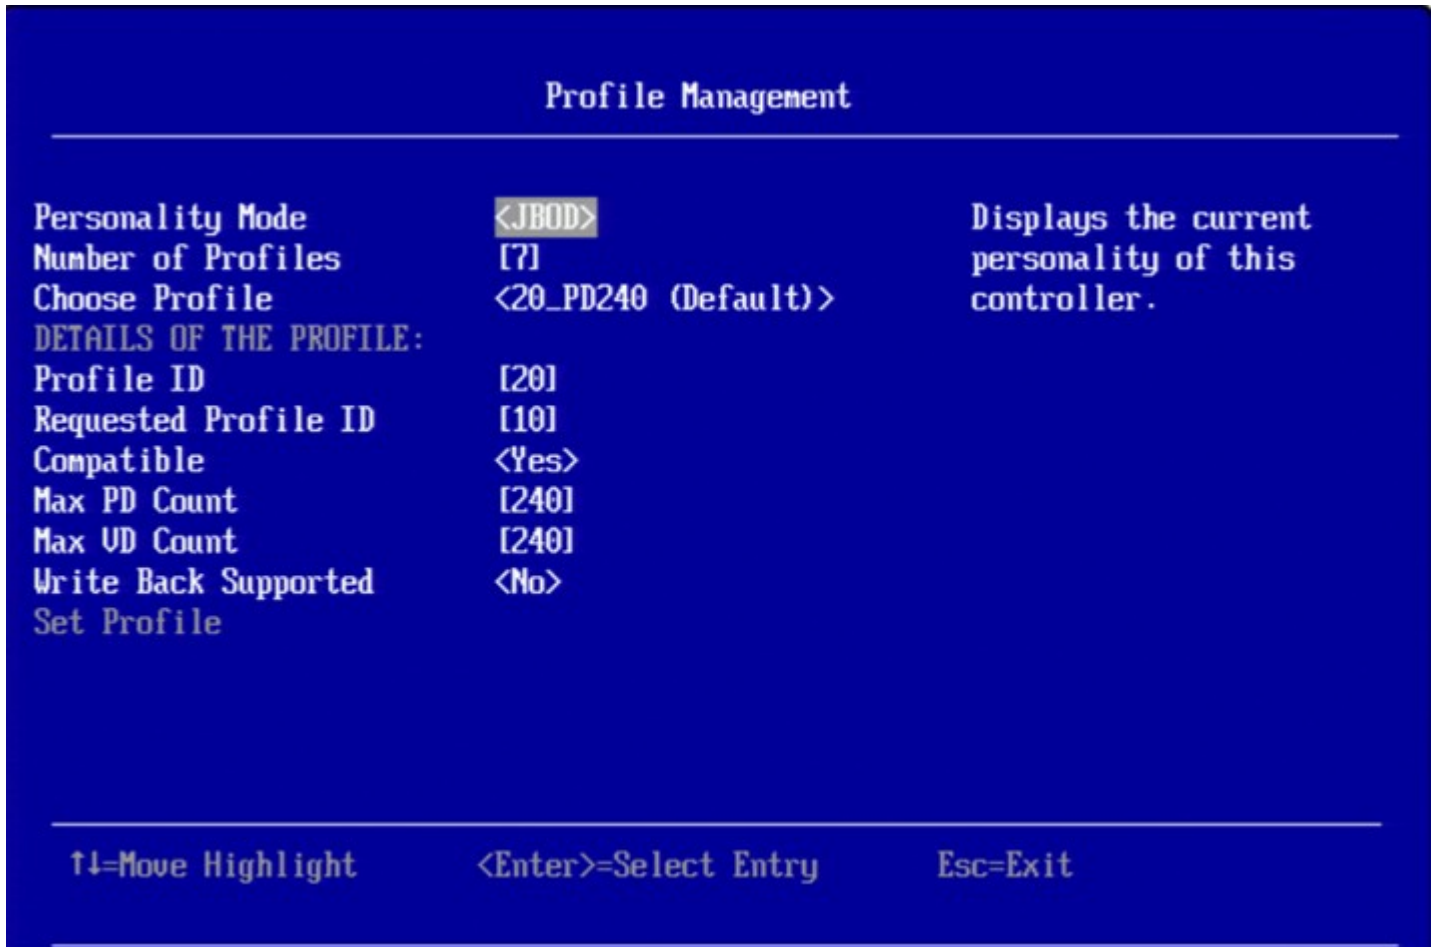 Profile Management
Personality Mode <JBOD> Displays the current
Number of Profiles [7] personality of this
Choose Profile <20_PD240 (Default)> controller.
DETAILS OF THE PROFILE:
Profile ID [20]
Requested Profile ID [10]
Compatible <Yes>
Max PD Count [240]
Max VD Count [240]
Write Back Supported <No>
Set Profile
↑↓=Move Highlight <Enter>=Select Entry Esc=Exit